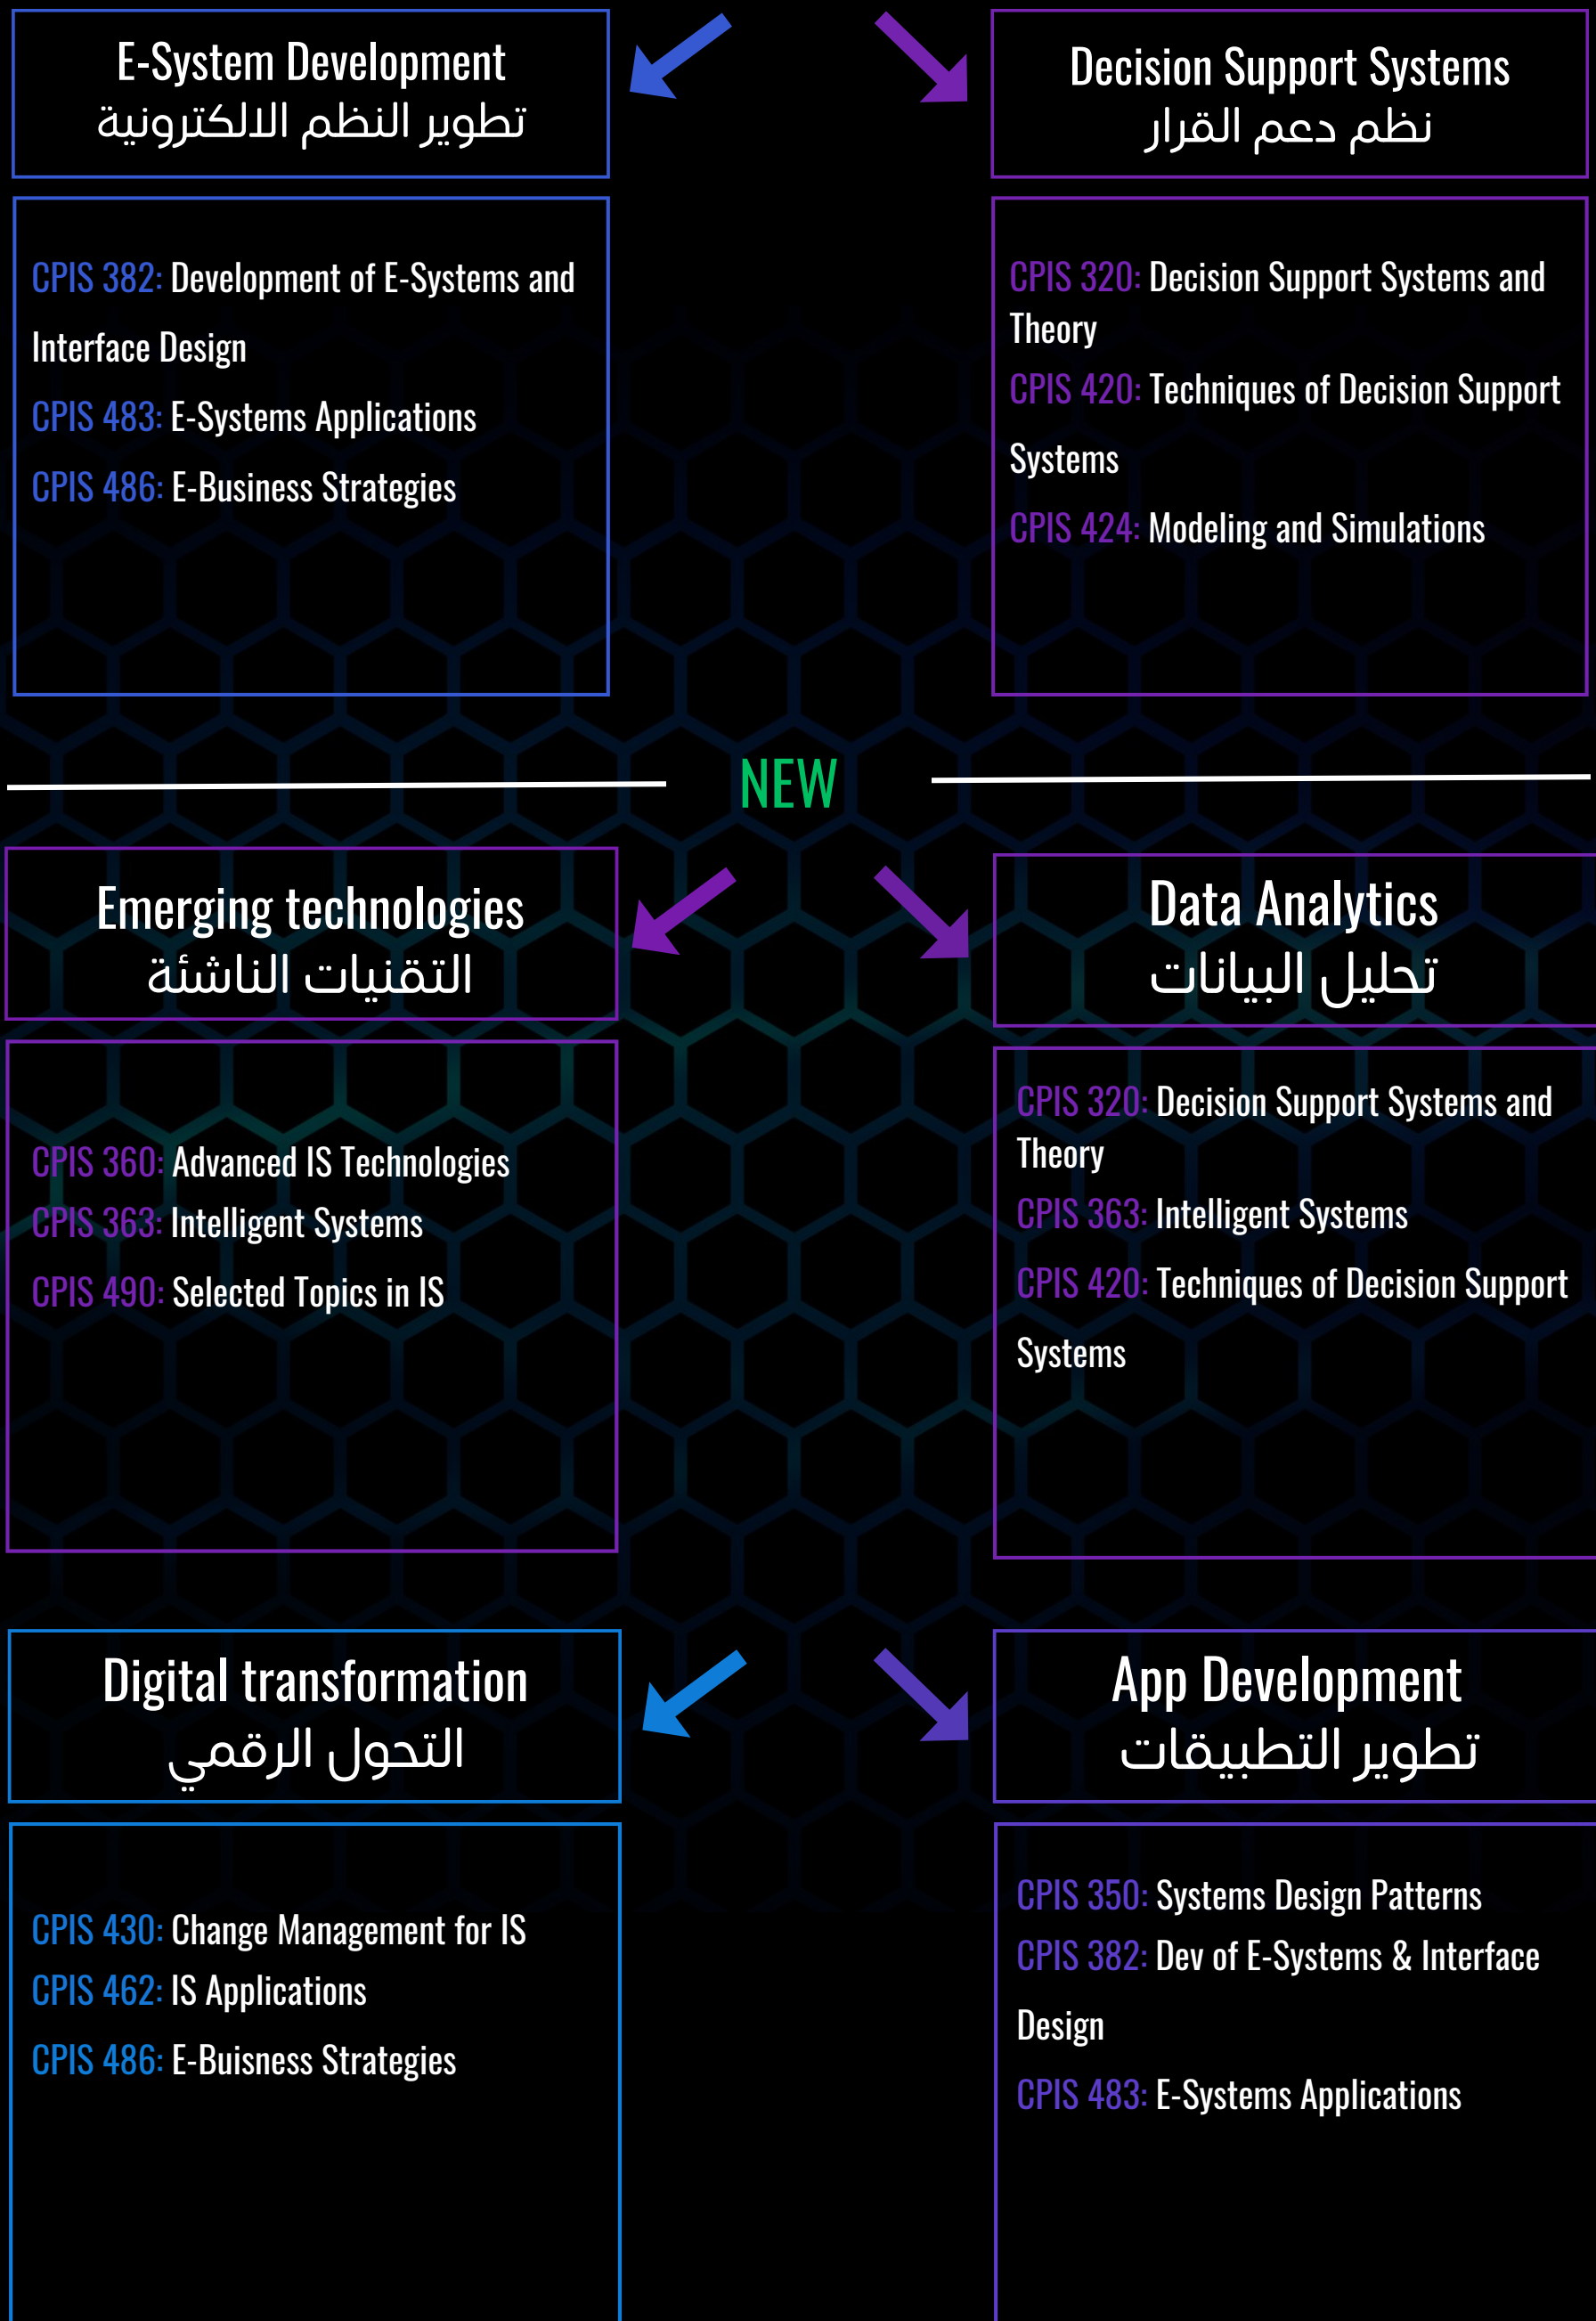 E-System Development
تطوير النظم الالكترونية
CPIS 382: Development of E-Systems and
Interface Design
CPIS 483: E-Systems Applications
CPIS 486: E-Business Strategies
Decision Support Systems
نظم دعم القرار
CPIS 320: Decision Support Systems and
Theory
CPIS 420: Techniques of Decision Support
Systems
CPIS 424: Modeling and Simulations
NEW
Emerging technologies
التقنيات الناشئة
CPIS 360: Advanced IS Technologies
CPIS 363: Intelligent Systems
CPIS 490: Selected Topics in IS
Data Analytics
تحليل البيانات
CPIS 320: Decision Support Systems and
Theory
CPIS 363: Intelligent Systems
CPIS 420: Techniques of Decision Support
Systems
Digital transformation
التحول الرقمي
CPIS 430: Change Management for IS
CPIS 462: IS Applications
CPIS 486: E-Buisness Strategies
App Development
تطوير التطبيقات
CPIS 350: Systems Design Patterns
CPIS 382: Dev of E-Systems & Interface
Design
CPIS 483: E-Systems Applications